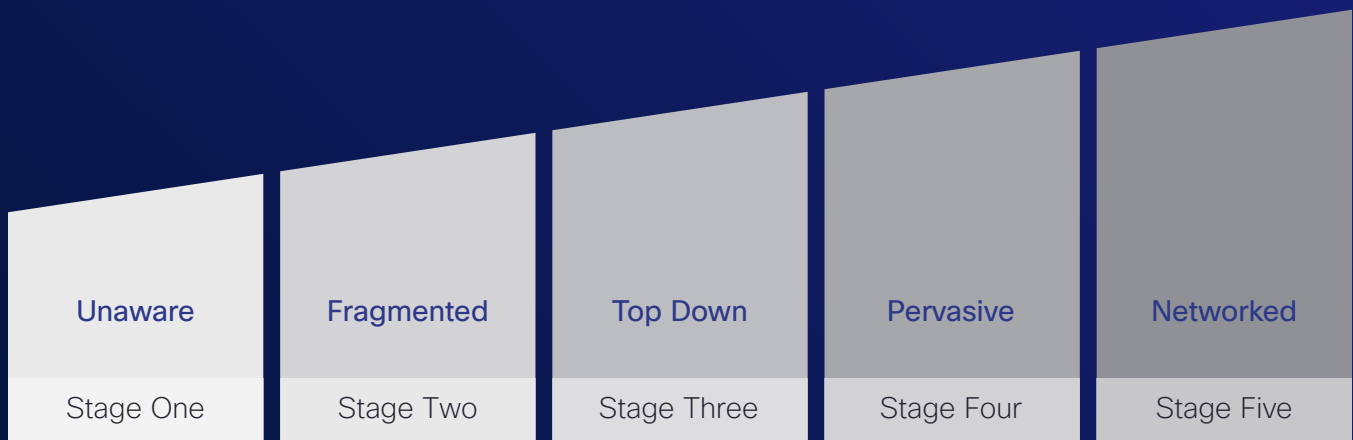 Unaware
Fragmented
Top Down
Pervasive
Networked
Stage One
Stage Two
Stage Three
Stage Four
Stage Five